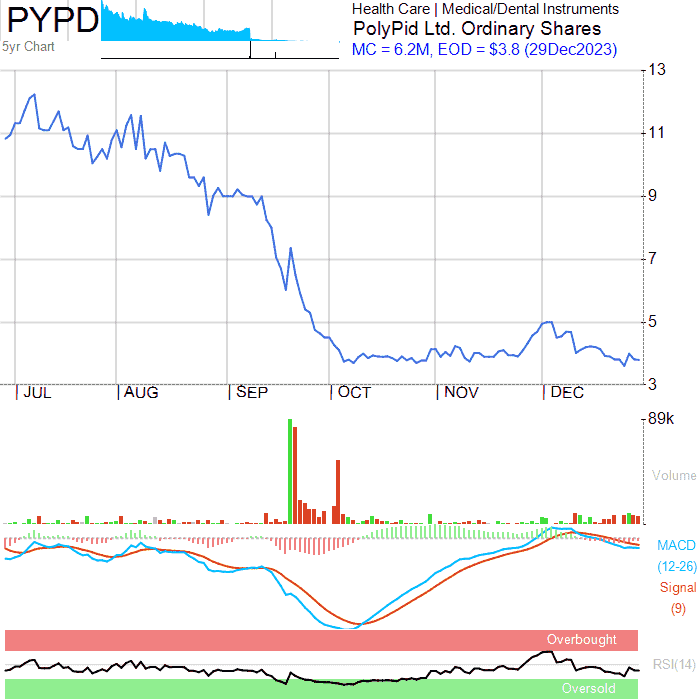 PYPD
5yr Chart
Health Care | Medical/Dental Instruments
PolyPid Ltd. Ordinary Shares
MC = 6.2M, EOD = $3.8 (29Dec2023)
13
11
9
7
5
3
JUL AUG SEP OCT NOV DEC
89k
Volume
MACD
(12-26)
Signal
(9)
Overbought
RSI(14)
Oversold